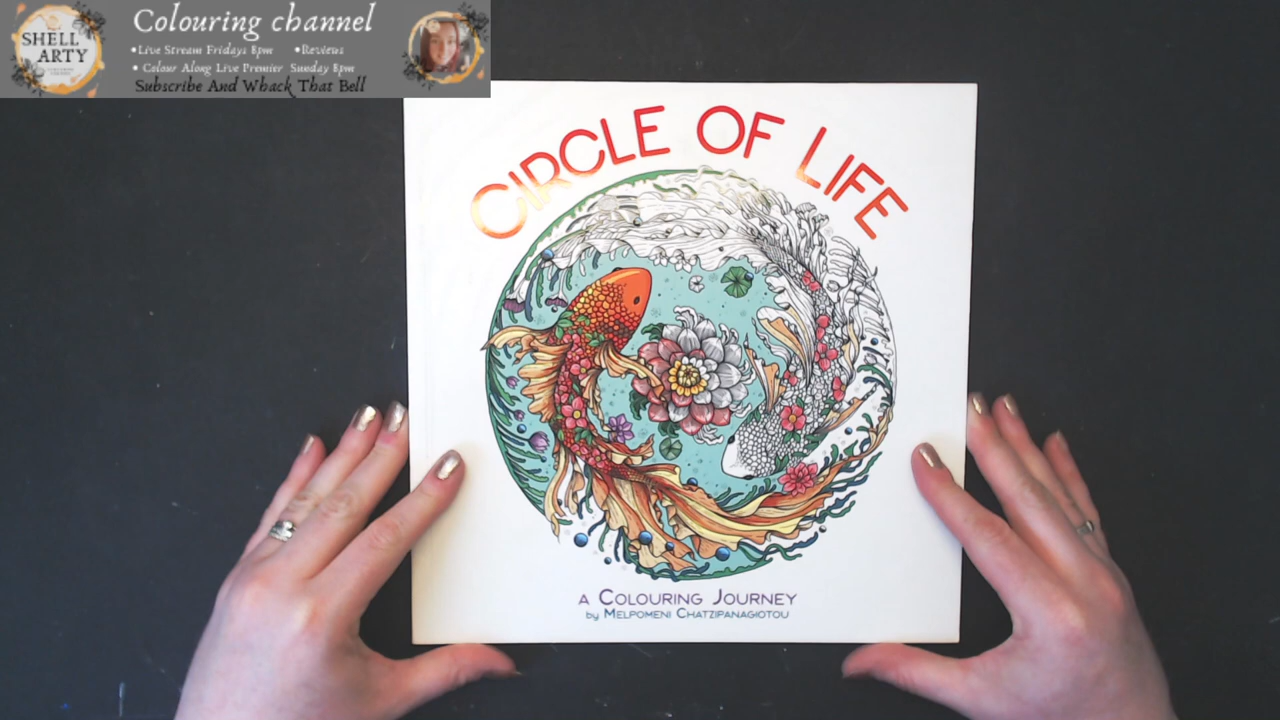 SHELL
ARTY
Colouring channel
•Live Stream Fridays 8pm •Reviews
• Colour Along Live Premier Sunday 8pm
Subscribe And Whack That Bell
CIRCLE OF LIFE
A COLOURING JOURNEY
by MELPOMENI CHATZIPANAGIOTOU